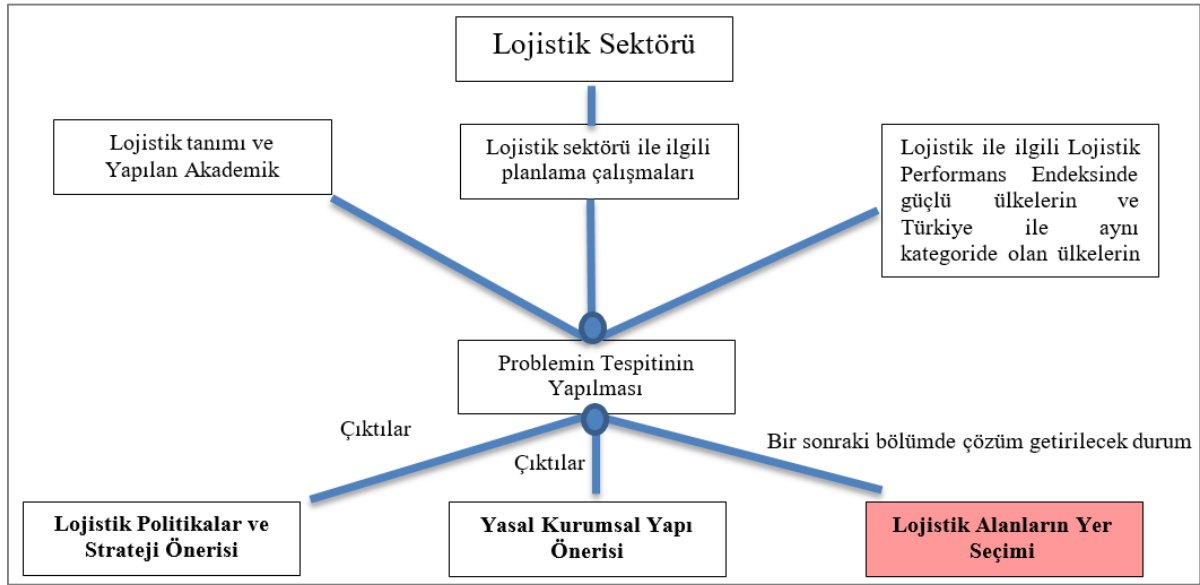 Lojistik Sektörü
Lojistik tanımı ve
Yapılan Akademik
Lojistik sektörü ile ilgili
planlama çalışmaları
Lojistik ile ilgili Lojistik
Performans Endeksinde
güçlü ülkelerin ve
Türkiye ile aynı
kategoride olan ülkelerin
Problemin Tespitinin
Yapılması
Çıktılar
Çıktılar
Bir sonraki bölümde çözüm getirilecek durum
Lojistik Politikalar ve
Strateji Önerisi
Yasal Kurumsal Yapı
Önerisi
Lojistik Alanların Yer
Seçimi